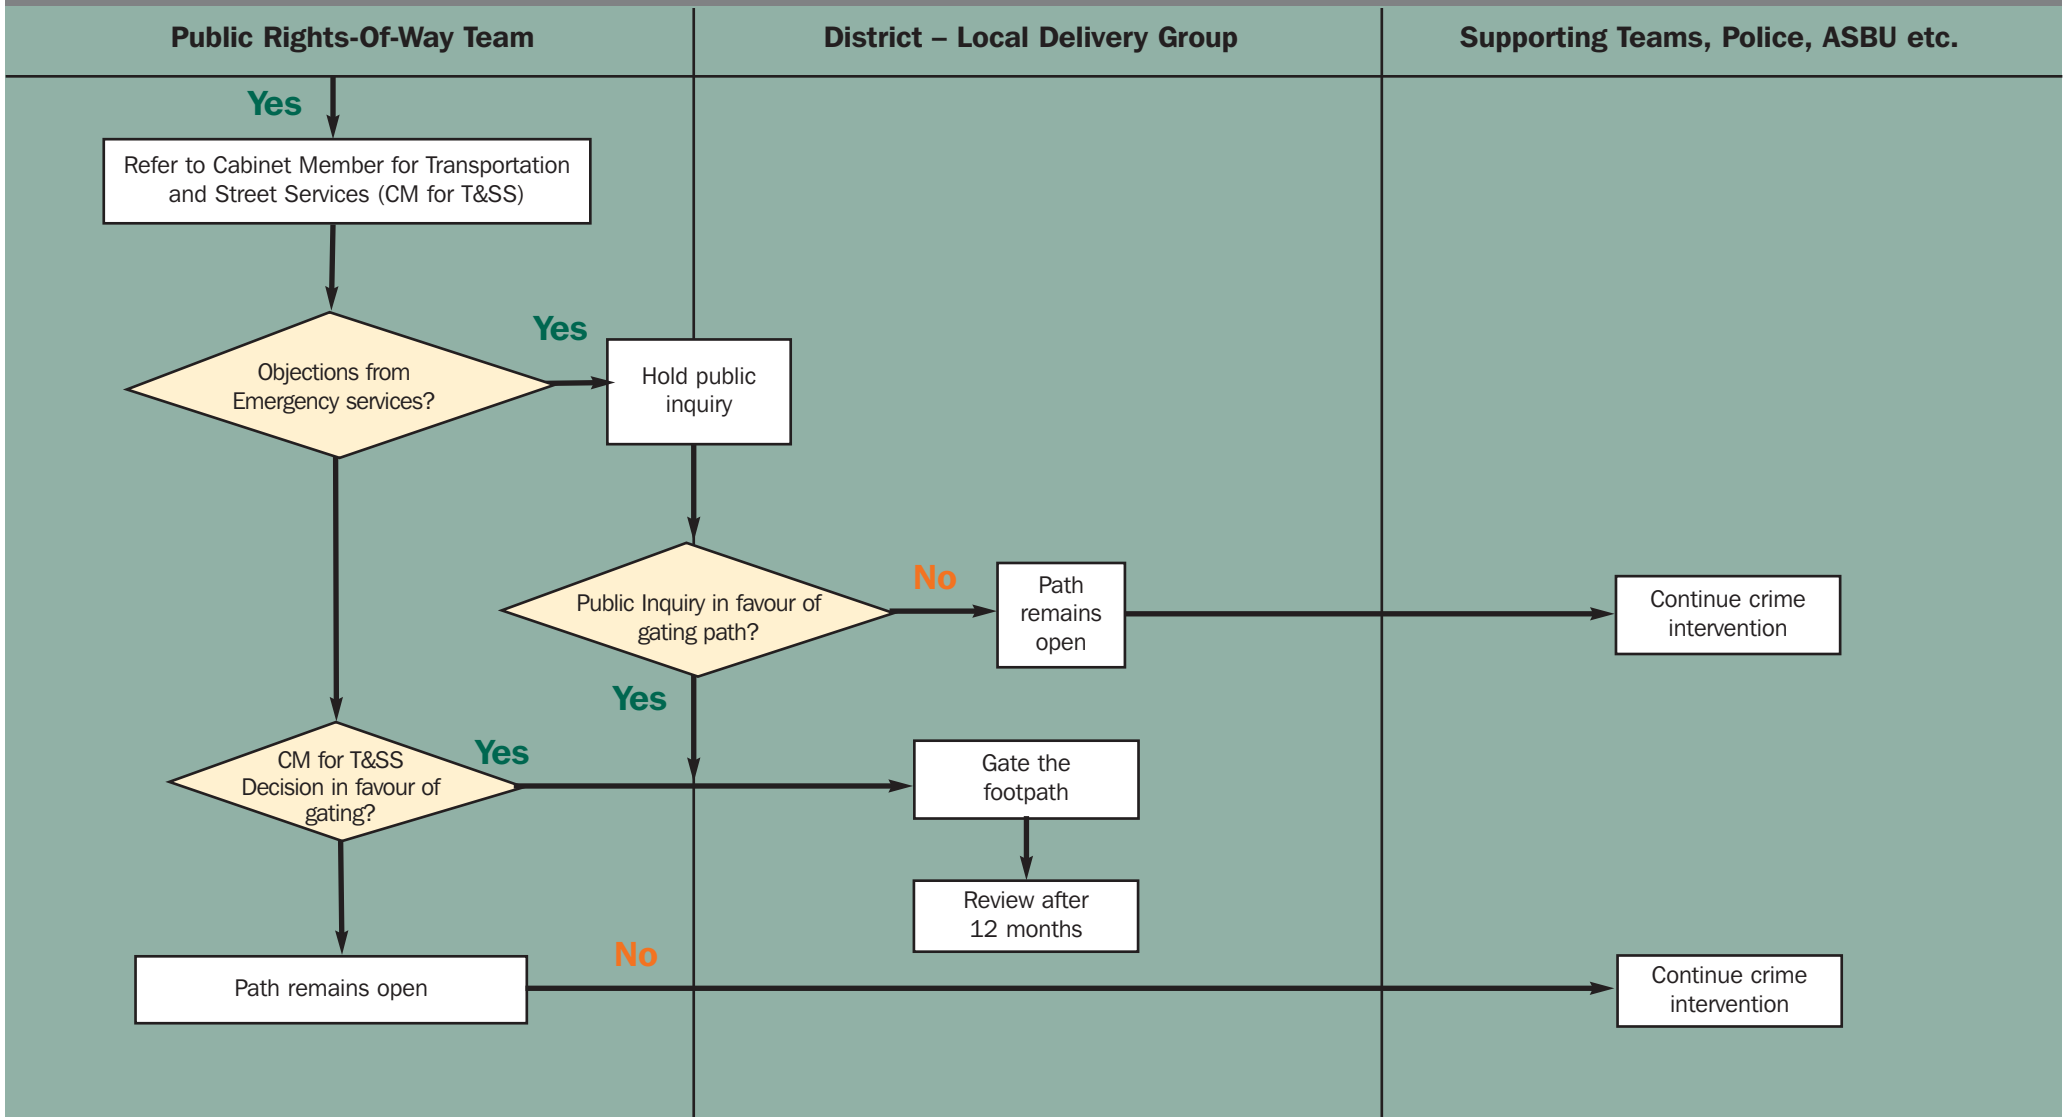 Public Rights-Of-Way Team
District – Local Delivery Group
Supporting Teams, Police, ASBU etc.
Yes
Refer to Cabinet Member for Transportation
and Street Services (CM for T&SS)
Objections from
Emergency services?
Yes
Hold public
inquiry
Public Inquiry in favour of
gating path?
No
Path
remains
open
Continue crime
intervention
Yes
CM for T&SS
Decision in favour of
gating?
Yes
Gate the
footpath
Review after
12 months
Path remains open
No
Continue crime
intervention